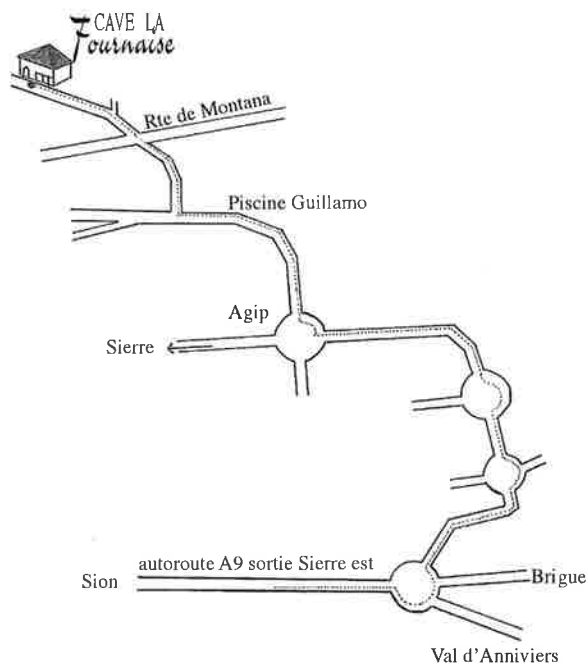 CAVE LA
Fournaise
Rte de Montana
Piscine Guillamo
Agip
Sierre
autoroute A9 sortie Sierre est
Sion
Brigue
Val d'Anniviers